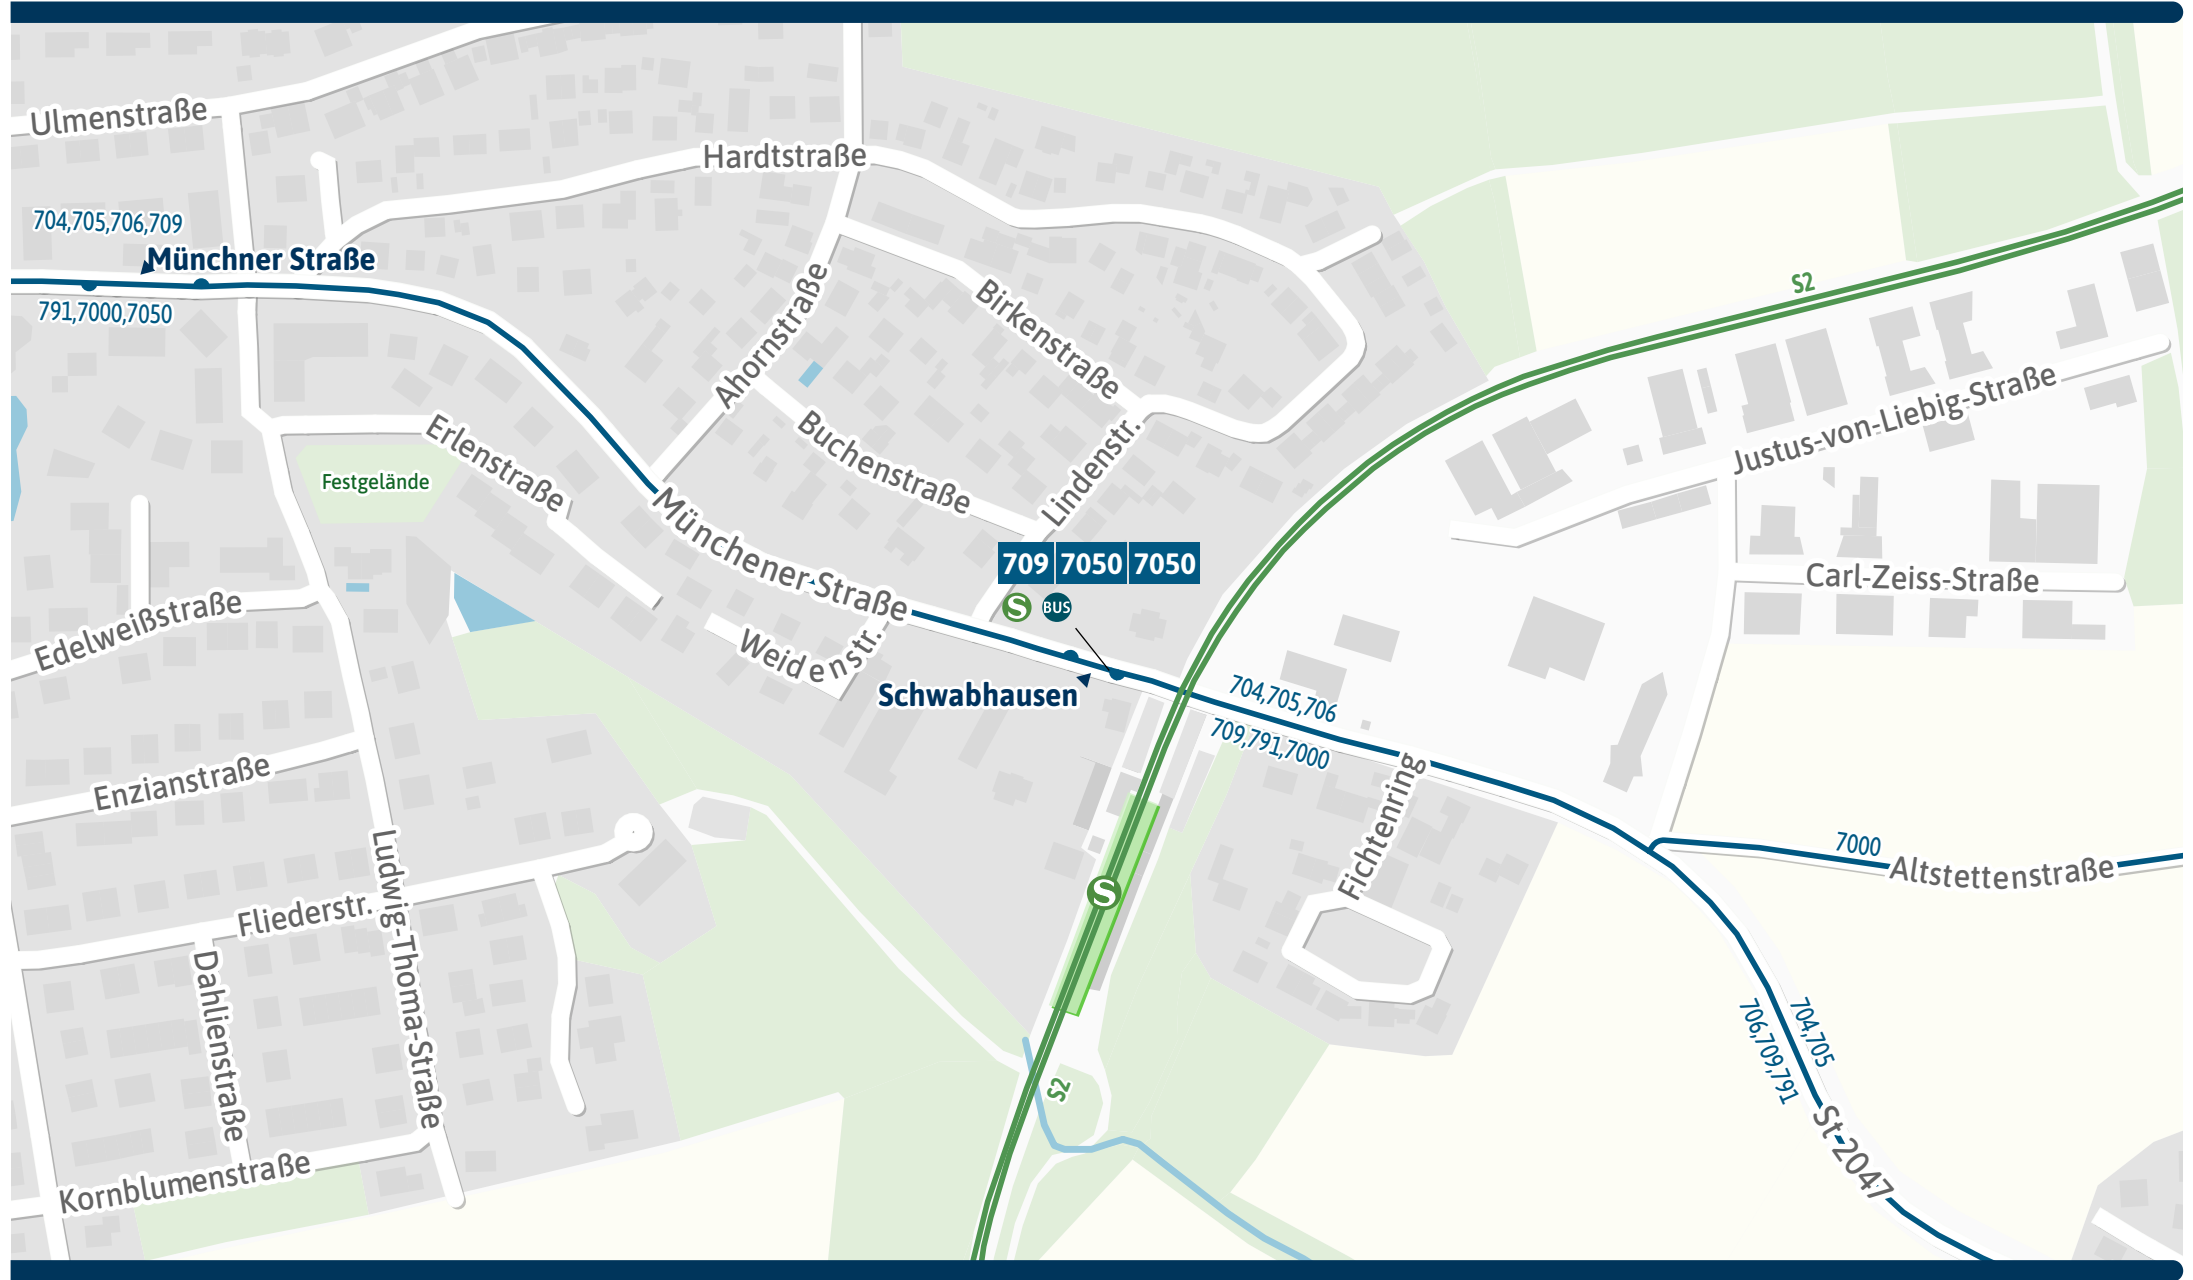 Ulmenstraße
Hardtstraße
704,705,706,709
Münchner Straße
791,7000,7050
S2
Ahornstraße
Birkenstraße
Justus-von-Liebig-Straße
Erlenstraße
Buchenstraße
Lindenstr.
Festgelände
Münchener Straße
709 7050 7050
S BUS
Carl-Zeiss-Straße
Edelweißstraße
Weidenstr.
Schwabhausen
704,705,706
709,791,7000
Enzianstraße
Fichtenring
7000
Altstettenstraße
Ludwig-Thoma-Straße
S
Fliederstr.
Dahlienstraße
704,705
706,709,791
S2
St 2047
Kornblumenstraße